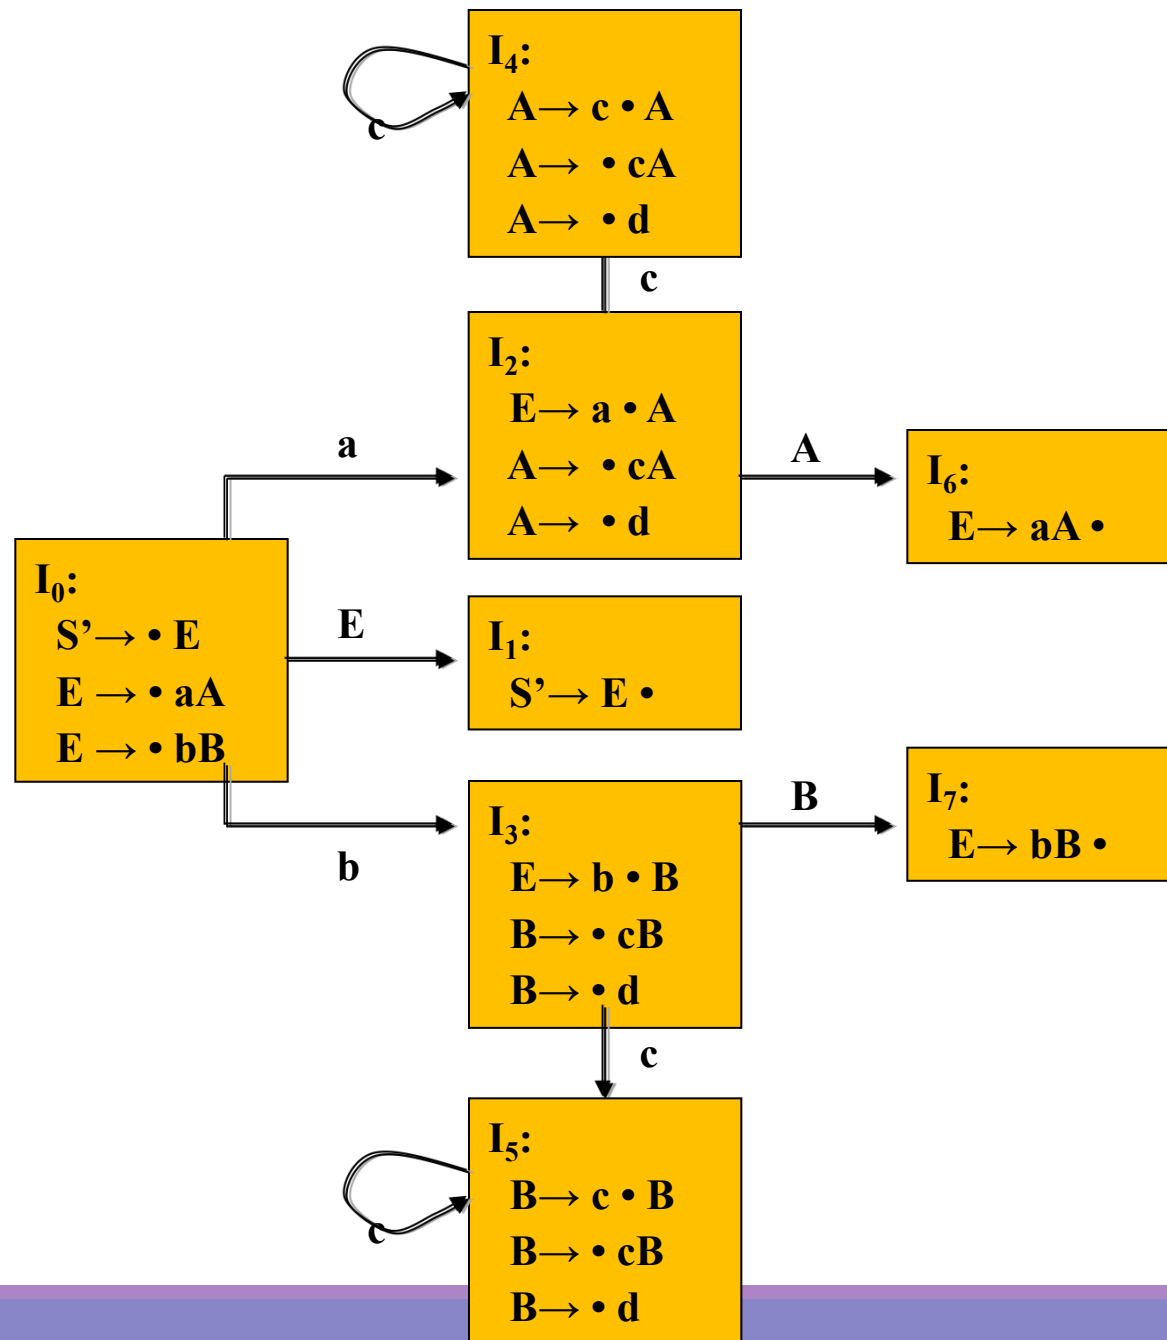 I₄:
A→ c • A
A→ • cA
A→ • d
c
c
I₂:
E→ a • A
A→ • cA
A→ • d
a
A
I₆:
E→ aA •
I₀:
S’→ • E
E → • aA
E → • bB
E
I₁:
S’→ E •
b
I₃:
E→ b • B
B→ • cB
B→ • d
B
I₇:
E→ bB •
c
I₅:
B→ c • B
B→ • cB
B→ • d
c